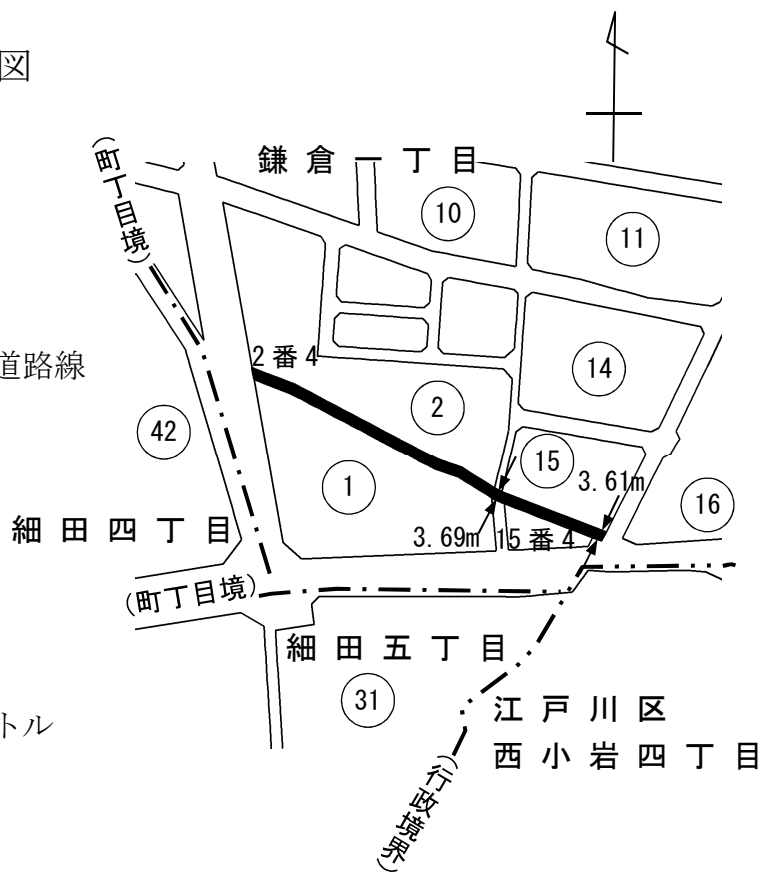 図
鎌倉一丁目
(町丁目境)
10
11
道路線
2番4
14
42
2
15
1
3.61m
16
細田四丁目
3.69m
15番4
(町丁目境)
細田五丁目
31
江戸川区
西小岩四丁目
トル
(行政境界)